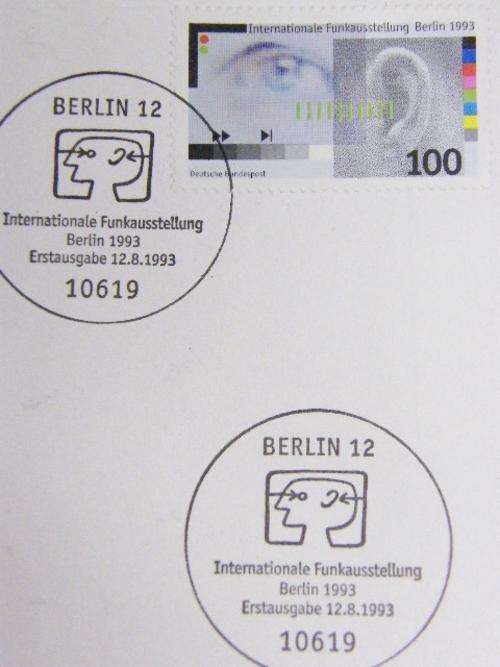 Internationale Funkausstellung Berlin 1993
100
Deutsche Bundespost
BERLIN 12
Internationale Funkausstellung
Berlin 1993
Erstausgabe 12.8.1993
10619
BERLIN 12
Internationale Funkausstellung
Berlin 1993
Erstausgabe 12.8.1993
10619